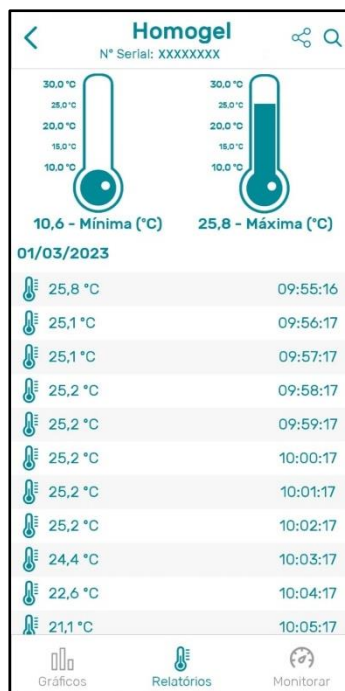 Homogel
N° Serial: XXXXXXXX
30,0 °C
25,0 °C
20,0 °C
15,0 °C
10,0 °C
30,0 °C
25,0 °C
20,0 °C
15,0 °C
10,0 °C
10,6 - Mínima (°C) 25,8 - Máxima (°C)
01/03/2023
25,8 °C 09:55:16
25,1 °C 09:56:17
25,1 °C 09:57:17
25,2 °C 09:58:17
25,2 °C 09:59:17
25,2 °C 10:00:17
25,2 °C 10:01:17
25,2 °C 10:02:17
24,4 °C 10:03:17
22,6 °C 10:04:17
21,1 °C 10:05:17
Gráficos Relatórios Monitorar